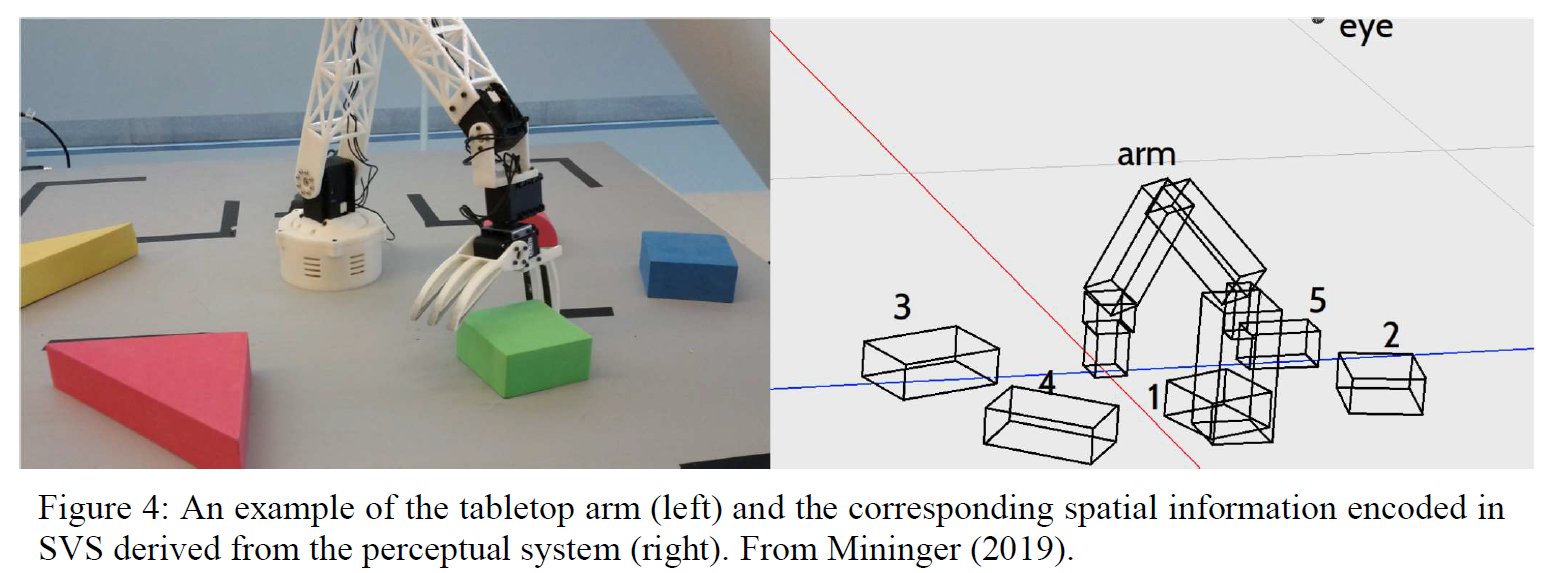 eye
arm
3
5
2
4
1
Figure 4: An example of the tabletop arm (left) and the corresponding spatial information encoded in
SVS derived from the perceptual system (right). From Mininger (2019).